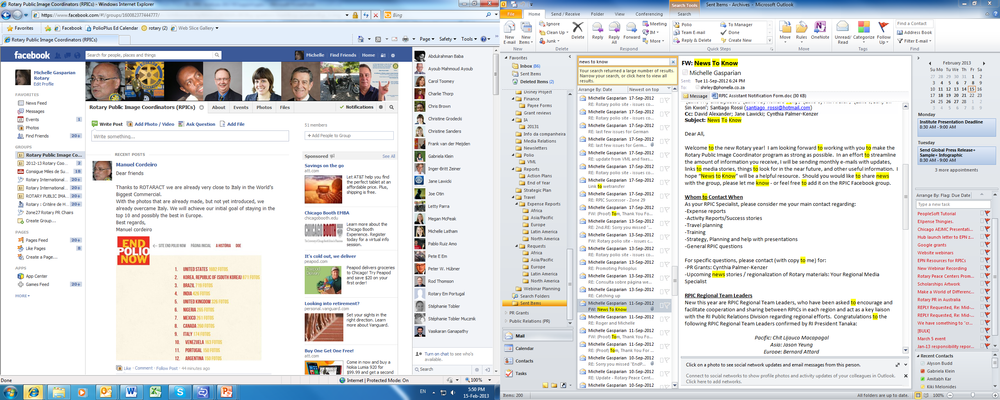 Rotary Public Image Coordinators (RPICs) - Windows Internet Explorer
https://www.facebook.com/#!/groups/160082377444777/
Bing
Favorites
Facebook
PolioPlus Ed Calendar
rotary (2)
Web Slice Gallery
Rotary Public Image Coordinators (RPICs)
Page
Safety
Tools
facebook
Search for people, places and things
Michelle
Find Friends
Home
Michelle Gasparian Rotary
Edit Profile
FAVORITES
News Feed
Messages
Events 1
Photos
Find Friends 20+
GROUPS
Rotary Public Image Co...
2012-13 Rotary Coo... 2
Consigue Miles de Su... 18
Rotary International... 20+
Rotary International... 20+
ROTARY PUBLIC IMA... 20+
Rotary : Critère de H... 20+
Zone27 Rotary PR Chairs
Create Group...
PAGES
Pages Feed 20+
Like Pages 8
Create a Page...
APPS
App Center
Games Feed 20+
MORE
Rotary Public Image Coordinators (RPICs)
About
Events
Photos
Files
Notifications
Write Post
Add Photo / Video
Ask Question
Add File
Write something...
51 members
+ Add People to Group
RECENT POSTS
Manuel Cordeiro
Dear friends
Thanks to ROTARACT we are already very close to Italy in the World's
Biggest Commercial.
With the photos that are already made, but not yet introduced, we
already overcame Italy. We will achieve our initial goal of staying in the
top 10 and possibly the best in Europe.
Best regards,
Manuel cordeiro
END
POLIO
NOW
SITE END POLIO NOW
PÁGINA INICIAL
A HISTÓRIA
DOE
1. UNITED STATES 1692 FOTOS
2. KOREA, REPUBLIC OF (SOUTH KOREA) 871 FOTOS
3. BRAZIL 719 FOTOS
4. INDIA 426 FOTOS
5. UNITED KINGDOM 326 FOTOS
6. NIGERIA 265 FOTOS
7. MEXICO 261 FOTOS
8. CANADA 260 FOTOS
9. ITALY 174 FOTOS
10. VENEZUELA 163 FOTOS
11. PORTUGAL 150 FOTOS
12. ARGENTINA 150 FOTOS
Like · Comment · Follow Post · 44 minutes ago
Sponsored
See All
Savings on the go
att.com
Let AT&T help you find
the perfect tablet at an
affordable price. Plus,
shipping is free.
Chicago Booth EMBA
chicagobooth.edu
CHICAGO BOOTH
Learn more about the
Chicago Booth
Experience. Register
today for a virtual info
session.
It's cold out, we deliver
peapod.com
Peapod
Delivery
Peapod delivers groceries
to Chicago! Try Peapod
and save $20 on your
first order!
Looking into retirement?
personal.vanguard.com
Set your sights in the
right direction. Learn
more about Vanguard.
Buy One Get One Free!
att.com
Come in now and buy a
Nokia Lumia 920 for
$99.99 and get a second
Abdulrahman Baba
Ayoub Mahmoud Ayoub
Carol Toomey
Charlie Thorp
Chris Brown
Christine Grodecki
Christine Sanders
Frank van der Meijden
Gabriela Klein
Inger-Britt Zeiner
Jane Lawicki
Joe Otin
Letty Parra
Megan McPeak
Michelle Latham
Pablo Ruiz Amo
Pete E Em
Peter W. Hübner
Rod Thomson
Rotary Em Portugal
Stéphanie Tobler
Stéphanie Tobler Mucznik
Vasikaran Ganapathy
Turn on chat to see who's
available.
Search
Done
Internet | Protected Mode: On
100%
EN
5:50 PM
15-Feb-2013
Search Tools
Sent Items - Archives - Microsoft Outlook
File
Home
Send / Receive
Folder
View
Conferencing
Search
New E-mail
New Items
New
Ignore
Clean Up
Junk
Delete
Delete
Reply
Reply All
Forward
Meeting
IM
More
Respond
Polio
Team E-mail
Reply & Delete
To Manager
Done
Create New
Quick Steps
Move
Rules
OneNote
Move
Unread/ Read
Categorize
Follow Up
Tags
Find a Contact
Address Book
Filter E-mail
Find
Favorites
Inbox (86)
Sent Items
Deleted Items (2)
Disney Project
Finance
Payee Forms
Grant reviews
IA
20131
Info da companheira
Media Relations
Newsletters
Polio
VML
Reports
Action Plans
End of Year
Strategic Plan
Travel
Expense Reports
Africa
Asia/Pacific
Europe
Latin America
North America
Requests
Africa
Asia/Pacific
Europe
Latin America
North America
Webinar Planning
Search Folders
Sent Items
PR Grants
Public Relations (PR)
Mail
Calendar
Contacts
Tasks
Items: 200
news to know
Your search returned a large number of results.
Narrow your search, or click here to view all
results.
Arrange By: Date
Newest on top
Michelle Gasparian 17-Sep-2012
RE: Rotary polio site - issues co...
Michelle Gasparian 17-Sep-2012
RE: Rotary polio site - issues co...
Michelle Gasparian 17-Sep-2012
RE: last few issues for German
Michelle Gasparian 17-Sep-2012
RE: last few issues for Germ...
Michelle Gasparian 17-Sep-2012
RE: update from VML and fixes...
Michelle Gasparian 17-Sep-2012
RE: Rotary polio site - issues co...
Michelle Gasparian 17-Sep-2012
Link to wetransfer
Michelle Gasparian 17-Sep-2012
RE: RPIC Successor - Zone 29
Michelle Gasparian 17-Sep-2012
FW: (Proof) Tom, Thank You Fo...
Michelle Gasparian 13-Sep-2012
RE: 2nd.RE: Sorry you missed "...
Michelle Gasparian 13-Sep-2012
FW: Rotary polio site - issues c...
Michelle Gasparian 13-Sep-2012
RE: Rotary polio site - issues co...
Michelle Gasparian 13-Sep-2012
RE: Promoting Polioplus
Michelle Gasparian 13-Sep-2012
RE: Consulta sobre página we...
Michelle Gasparian 13-Sep-2012
RE: Catching up
Michelle Gasparian 11-Sep-2012
FW: News To Know
Michelle Gasparian 11-Sep-2012
RE: Roger and Michelle
Michelle Gasparian 11-Sep-2012
FW: (Proof) Tom, Thank You Fo...
Michelle Gasparian 11-Sep-2012
RE: (Proof) Tom, Thank You For ...
Michelle Gasparian 10-Sep-2012
RE: Sorry you missed "EndP...
Michelle Gasparian 10-Sep-2012
RE: Update - Rotary Peace Cent...
Michelle Gasparian 10-Sep-2012
FW: News To Know
Michelle Gasparian
Sent: Tue 11-Sep-2012 6:24 PM
To: shirley@phomella.co.za
Message
RPIC Assistant Notification Form.doc (30 KB)
Sin Kwon'; Santiago Rossi (santiago_rossi@hotmail.com)
Cc: David Alexander; Jane Lawicki; Cynthia Palmer-Kenzer
Subject: News To Know
Dear All,
Welcome to the new Rotary year! I am looking forward to working with you to make the
Rotary Public Image Coordinator program as strong as possible. In an effort to streamline
the amount of information you receive, I will be sending monthly e-mails with updates,
links to media stories, things to look for in the near future, and other useful information. I
hope “News to Know” will be a helpful resource. Should you would like to share news
with the group, please let me know - or feel free to add it on the RPIC Facebook group.
Whom to Contact When
As your RPIC Specialist, please consider me your main contact regarding:
-Expense reports
-Activity Reports/Success stories
-Travel planning
-Training
-Strategy, Planning and help with presentations
-General RPIC questions
For specific questions, please contact (with copy to me) for:
-PR Grants: Cynthia Palmer-Kenzer
-Upcoming news stories / regionalization of Rotary materials: Your Regional Media
Specialist
RPIC Regional Team Leaders
New this year are RPIC Regional Team Leaders, who have been asked to encourage and
facilitate cooperation and sharing between RPICs in each region and act as a key liaison
with the RI Public Relations Division regarding regional efforts. Congratulations to the
following RPIC Regional Team Leaders confirmed by RI President Tanaka:
Pacific: Chit Lijauco Macapagal
Asia: Jason Yeung
Europe: Bernard Attard
Click on a photo to see social network updates and email messages from this person.
Connect to social networks to show profile photos and activity updates of your colleagues in Outlook.
Click here to add networks.
February 2013
Su Mo Tu We Th Fr Sa
27 28 29 30 31 1 2
3 4 5 6 7 8 9
10 11 12 13 14 15 16
17 18 19 20 21 22 23
24 25 26 27 28 1 2
3 4 5 6 7 8 9
Monday
Institute Presentation Deadline
8:30 AM - 9:00 AM
Tuesday
Send Global Press Release+
Sample+ Infographic
8:30 AM - 9:00 AM
3 more appointments
Arrange By: Flag: Due Date
Type a new task
PeopleSoft Tutorial
EXpense Thingies.
Chicago AEJMC Presentati...
Hub launch letter to EPN z...
Google grants
Website webinars
EPN Resources for RPICs
New Webinar Recording
Rotary Peace Centers Prom...
Scholarships Artwork
Make a World of Differenc...
Rotary PR in Australia
REPLY Requested, Re: Mid-...
REPLY Requested, Re: Mid-...
We have something to "cr...
[BULK]
March 5 event
Jan-13 responsibility repor...
Recent Contacts
Alyson Budd
Gabriela Klein
Amitabh Kar
Kiki Melonides
All folders are up to date.
100%